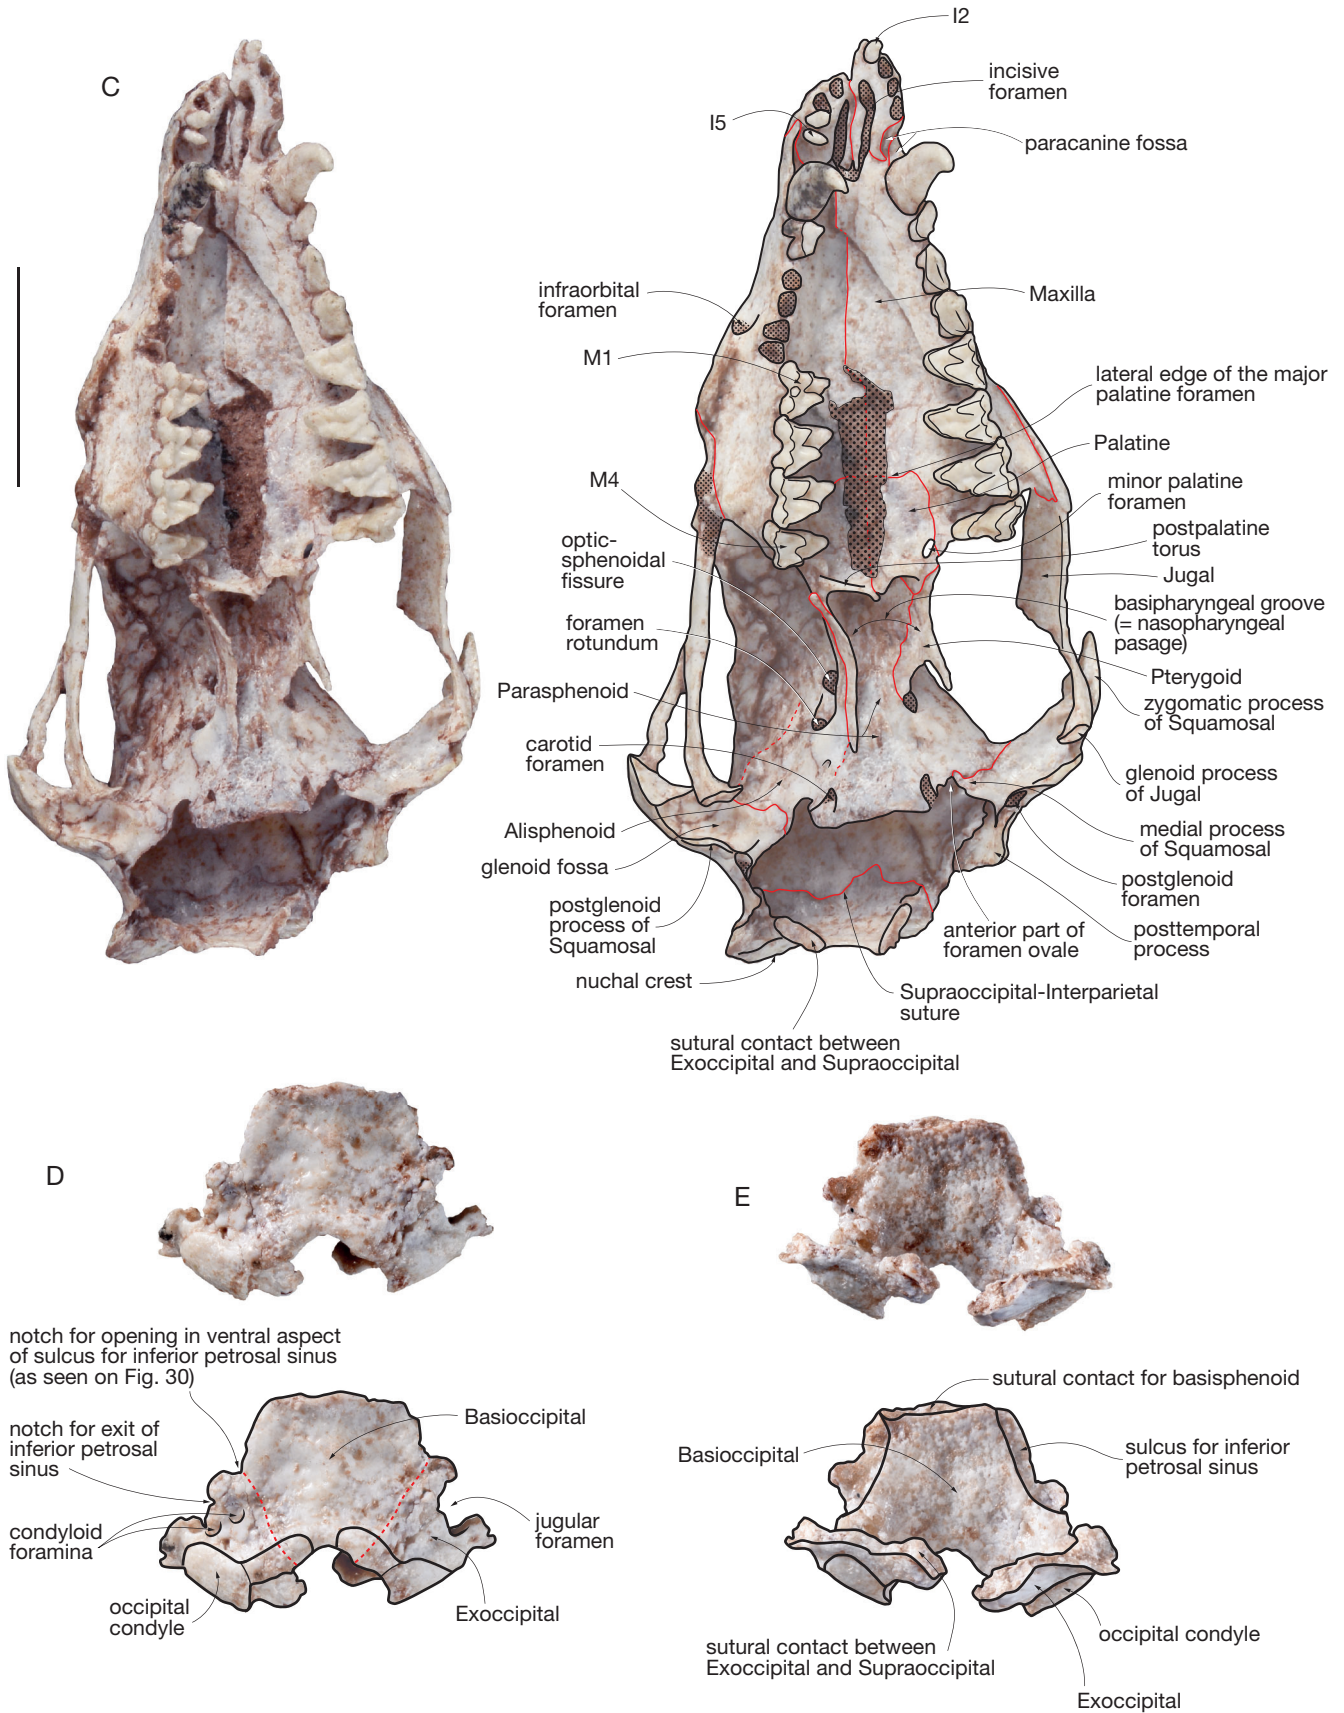 C
I2
incisive
foramen
I5
paracanine fossa
infraorbital
foramen
Maxilla
M1
lateral edge of the major
palatine foramen
Palatine
M4
minor palatine
foramen
optic-
sphenoidal
fissure
postpalatine
torus
Jugal
foramen
rotundum
basipharyngeal groove
(= nasopharyngeal
pasage)
Parasphenoid
Pterygoid
zygomatic process
of Squamosal
carotid
foramen
glenoid process
of Jugal
Alisphenoid
medial process
of Squamosal
glenoid fossa
postglenoid
foramen
postglenoid
process of
Squamosal
anterior part of
foramen ovale
posttemporal
process
nuchal crest
Supraoccipital-Interparietal
suture
sutural contact between
Exoccipital and Supraoccipital
D
E
notch for opening in ventral aspect
of sulcus for inferior petrosal sinus
(as seen on Fig. 30)
notch for exit of
inferior petrosal
sinus
Basioccipital
condyloid
foramina
jugular
foramen
occipital
condyle
Exoccipital
sutural contact for basisphenoid
Basioccipital
sulcus for inferior
petrosal sinus
sutural contact between
Exoccipital and Supraoccipital
occipital condyle
Exoccipital